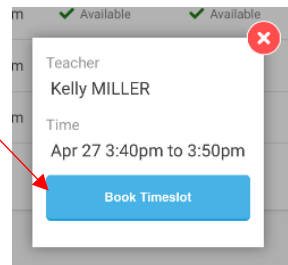 m Available Available
Teacher
m
Kelly MILLER
m
Time
Apr 27 3:40pm to 3:50pm
Book Timeslot